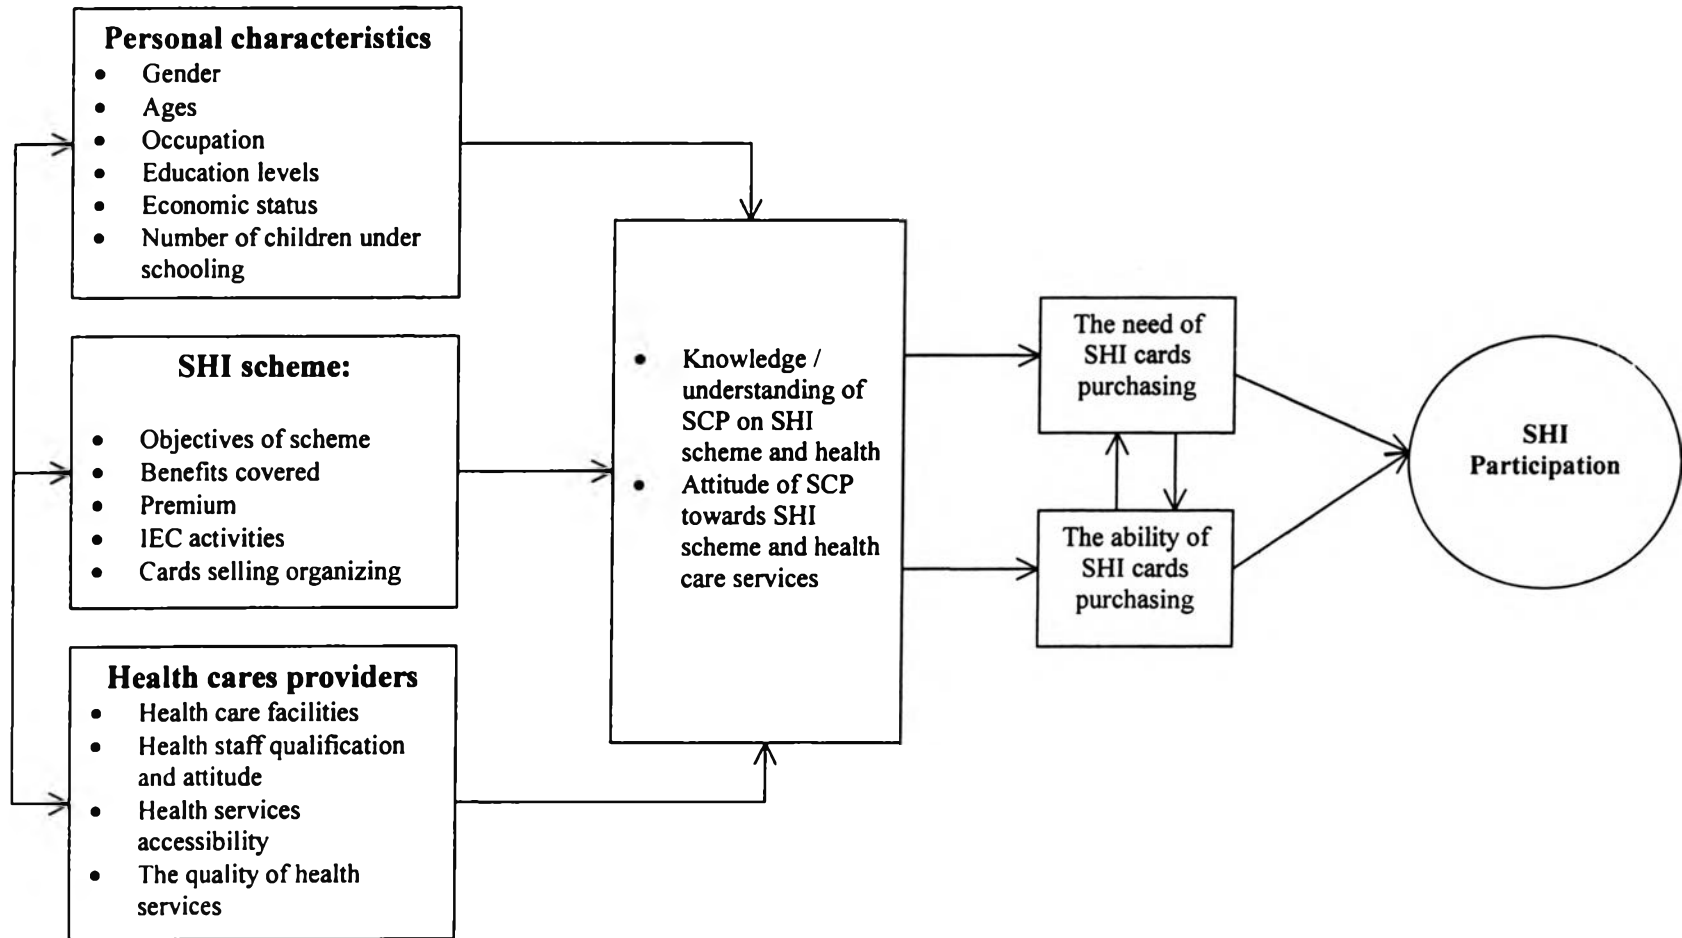 Personal characteristics
• Gender
• Ages
• Occupation
• Education levels
• Economic status
• Number of children under
schooling
SHI scheme:
• Objectives of scheme
• Benefits covered
• Premium
• IEC activities
• Cards selling organizing
Health cares providers
• Health care facilities
• Health staff qualification
and attitude
• Health services
accessibility
• The quality of health
services
• Knowledge /
understanding of
SCP on SHI
scheme and health
• Attitude of SCP
towards SHI
scheme and health
care services
The need of
SHI cards
purchasing
The ability of
SHI cards
purchasing
SHI
Participation